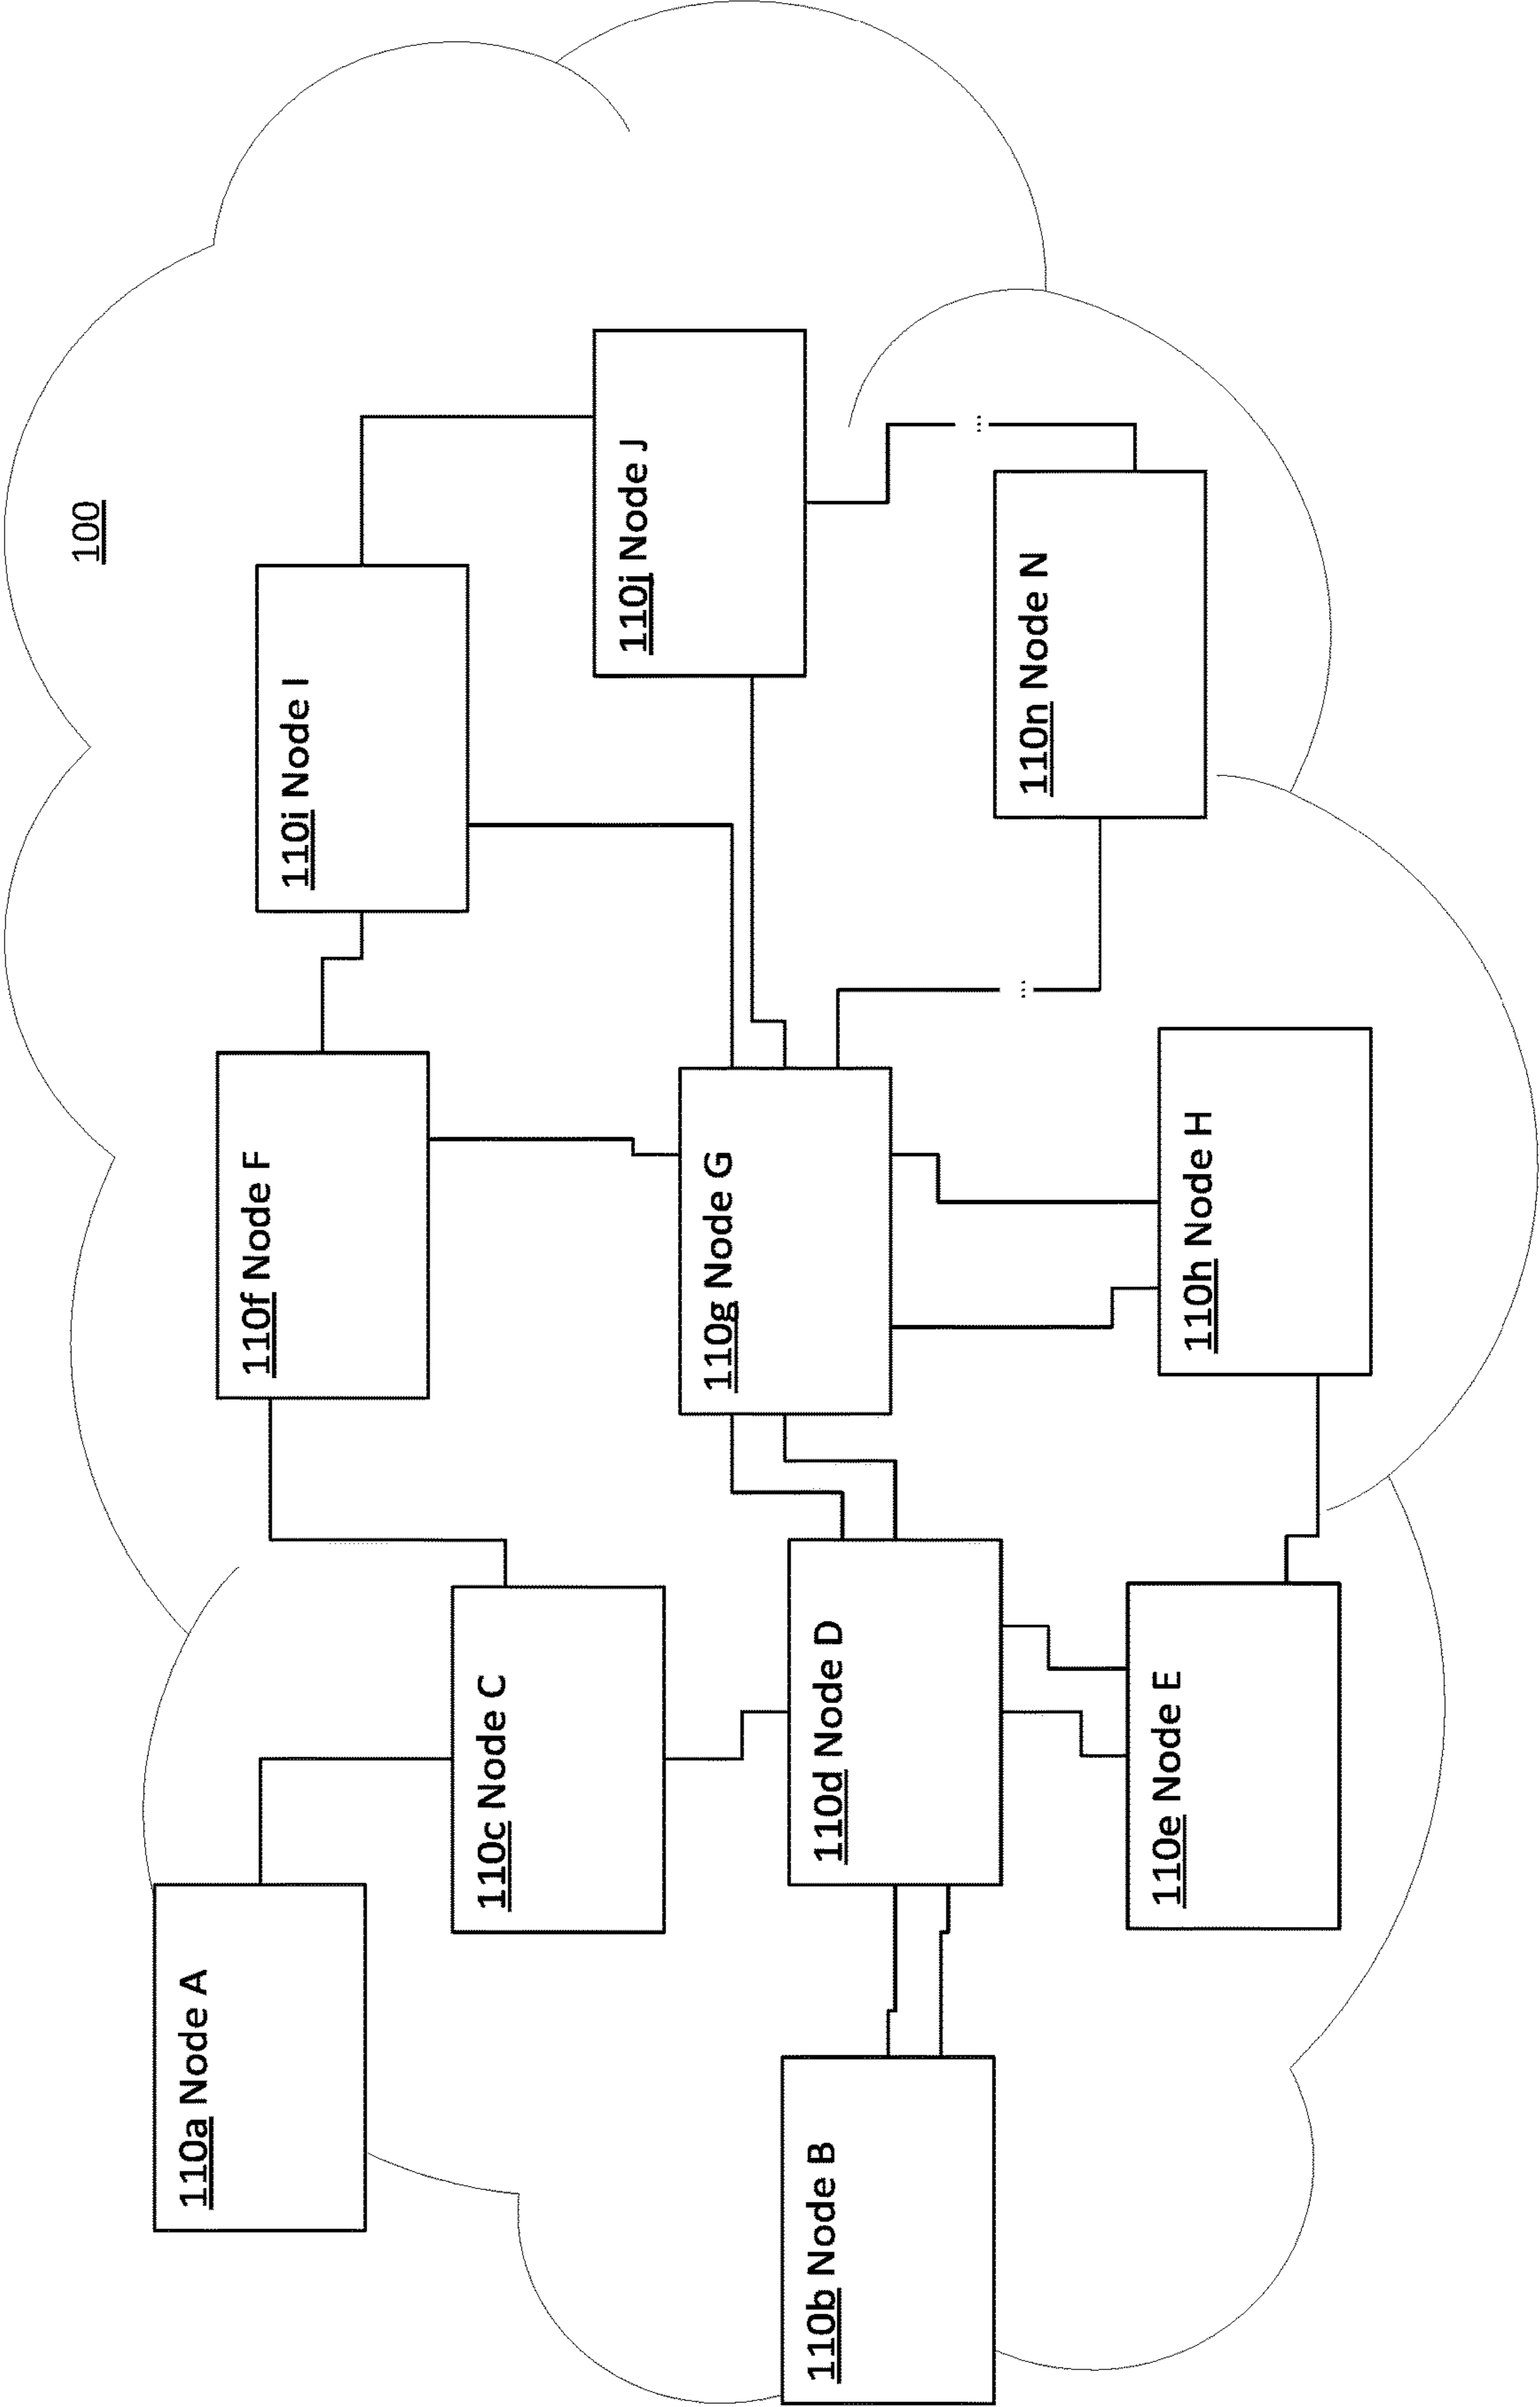 100
110a Node A
110f Node F
110i Node I
110c Node C
110g Node G
110j Node J
110b Node B
110d Node D
110n Node N
...
...
110e Node E
110h Node H